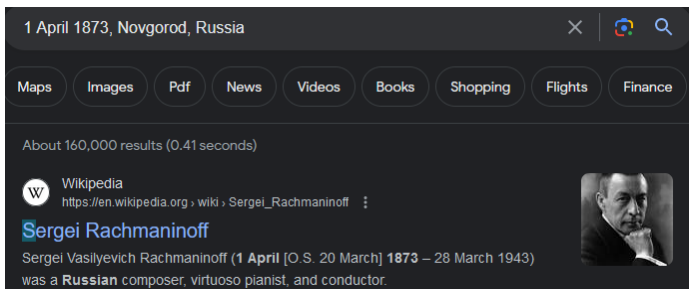 1 April 1873, Novgorod, Russia
Maps Images Pdf News Videos Books Shopping Flights Finance
About 160,000 results (0.41 seconds)
W
Wikipedia
https://en.wikipedia.org › wiki › Sergei_Rachmaninoff
Sergei Rachmaninoff
Sergei Vasilyevich Rachmaninoff (1 April [O.S. 20 March] 1873 – 28 March 1943)
was a Russian composer, virtuoso pianist, and conductor.